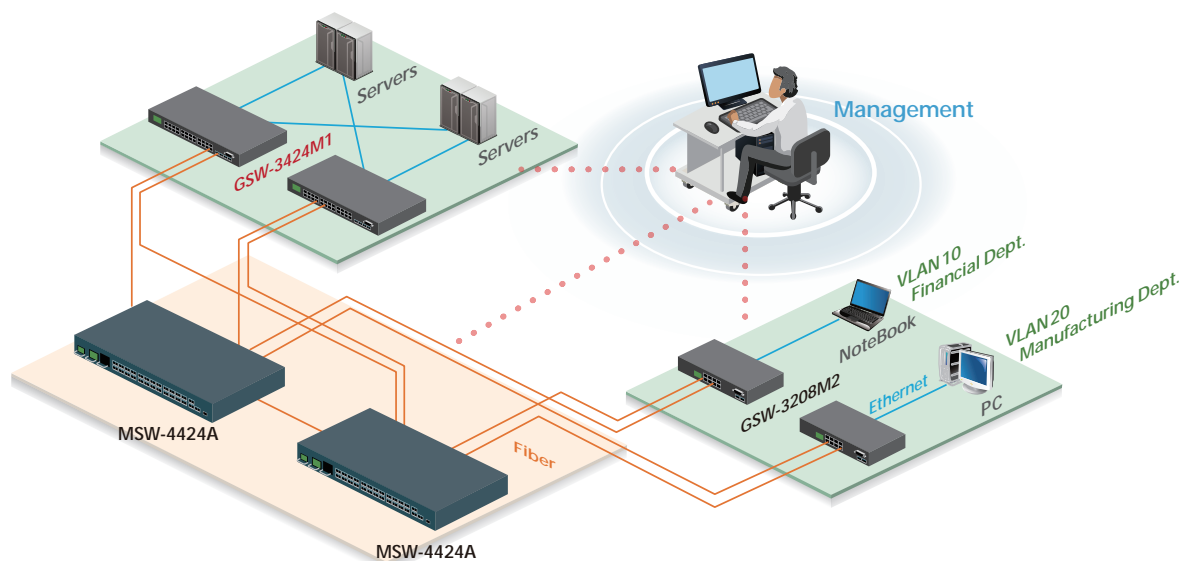 Servers
Servers
GSW-3424M1
Management
VLAN 10
Financial Dept.
VLAN 20
Manufacturing Dept.
NoteBook
GSW-3208M2
Ethernet
PC
MSW-4424A
Fiber
MSW-4424A